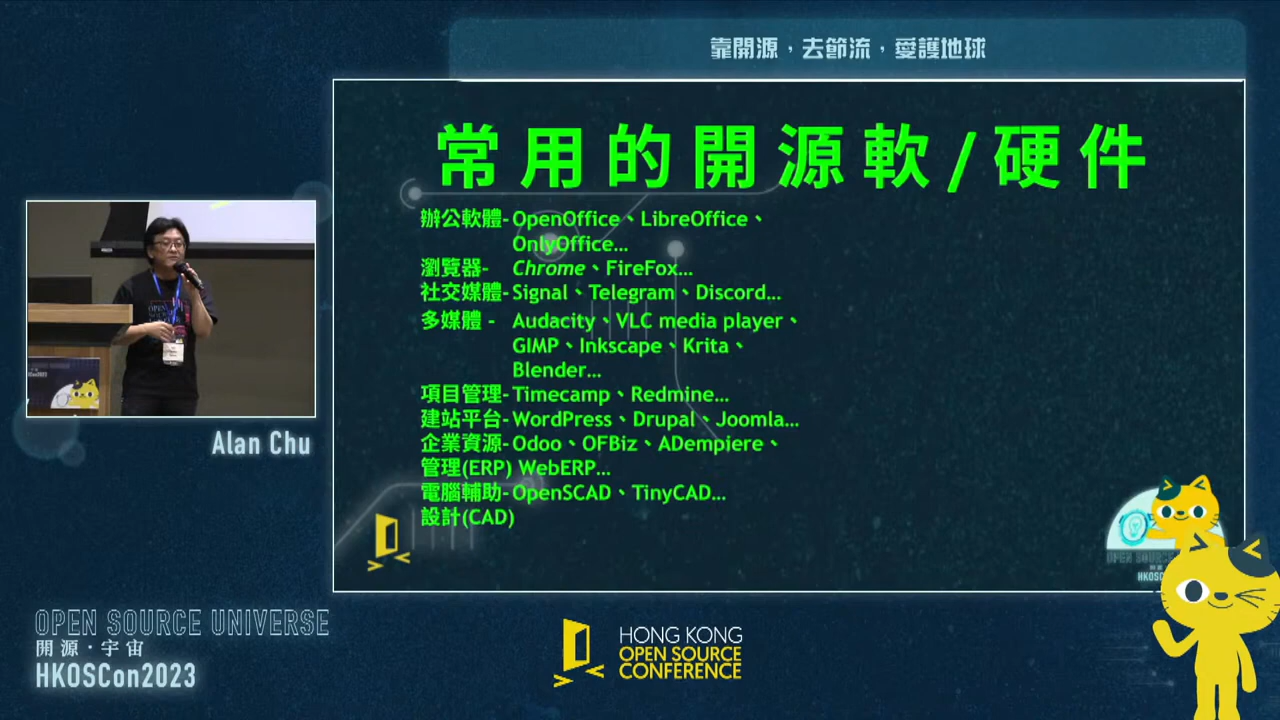 靠開源，去節流，愛護地球
常用的開源軟/硬件
辦公軟體-OpenOffice、LibreOffice、
OnlyOffice…
瀏覽器- Chrome、FireFox…
社交媒體-Signal、Telegram、Discord…
多媒體 - Audacity、VLC media player、
GIMP、Inkscape、Krita、
Blender…
項目管理-Timecamp、Redmine…
建站平台-WordPress、Drupal、Joomla…
企業資源-Odoo、OFBiz、ADempiere、
管理(ERP) WebERP…
電腦輔助-OpenSCAD、TinyCAD…
設計(CAD)
Alan Chu
OPEN SOURCE UNIVERSE
開源·宇宙
HKOSCon2023
HONG KONG
OPEN SOURCE
CONFERENCE